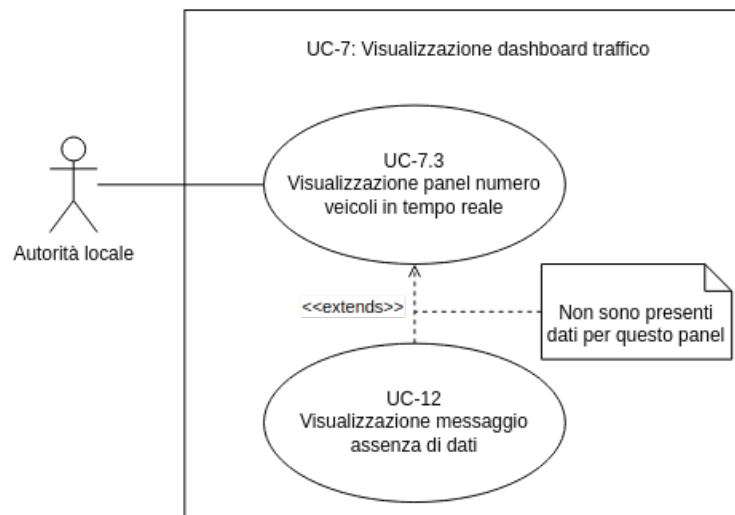 UC-7: Visualizzazione dashboard traffico
UC-7.3
Visualizzazione panel numero
veicoli in tempo reale
Autorità locale
<<extends>>
Non sono presenti
dati per questo panel
UC-12
Visualizzazione messaggio
assenza di dati